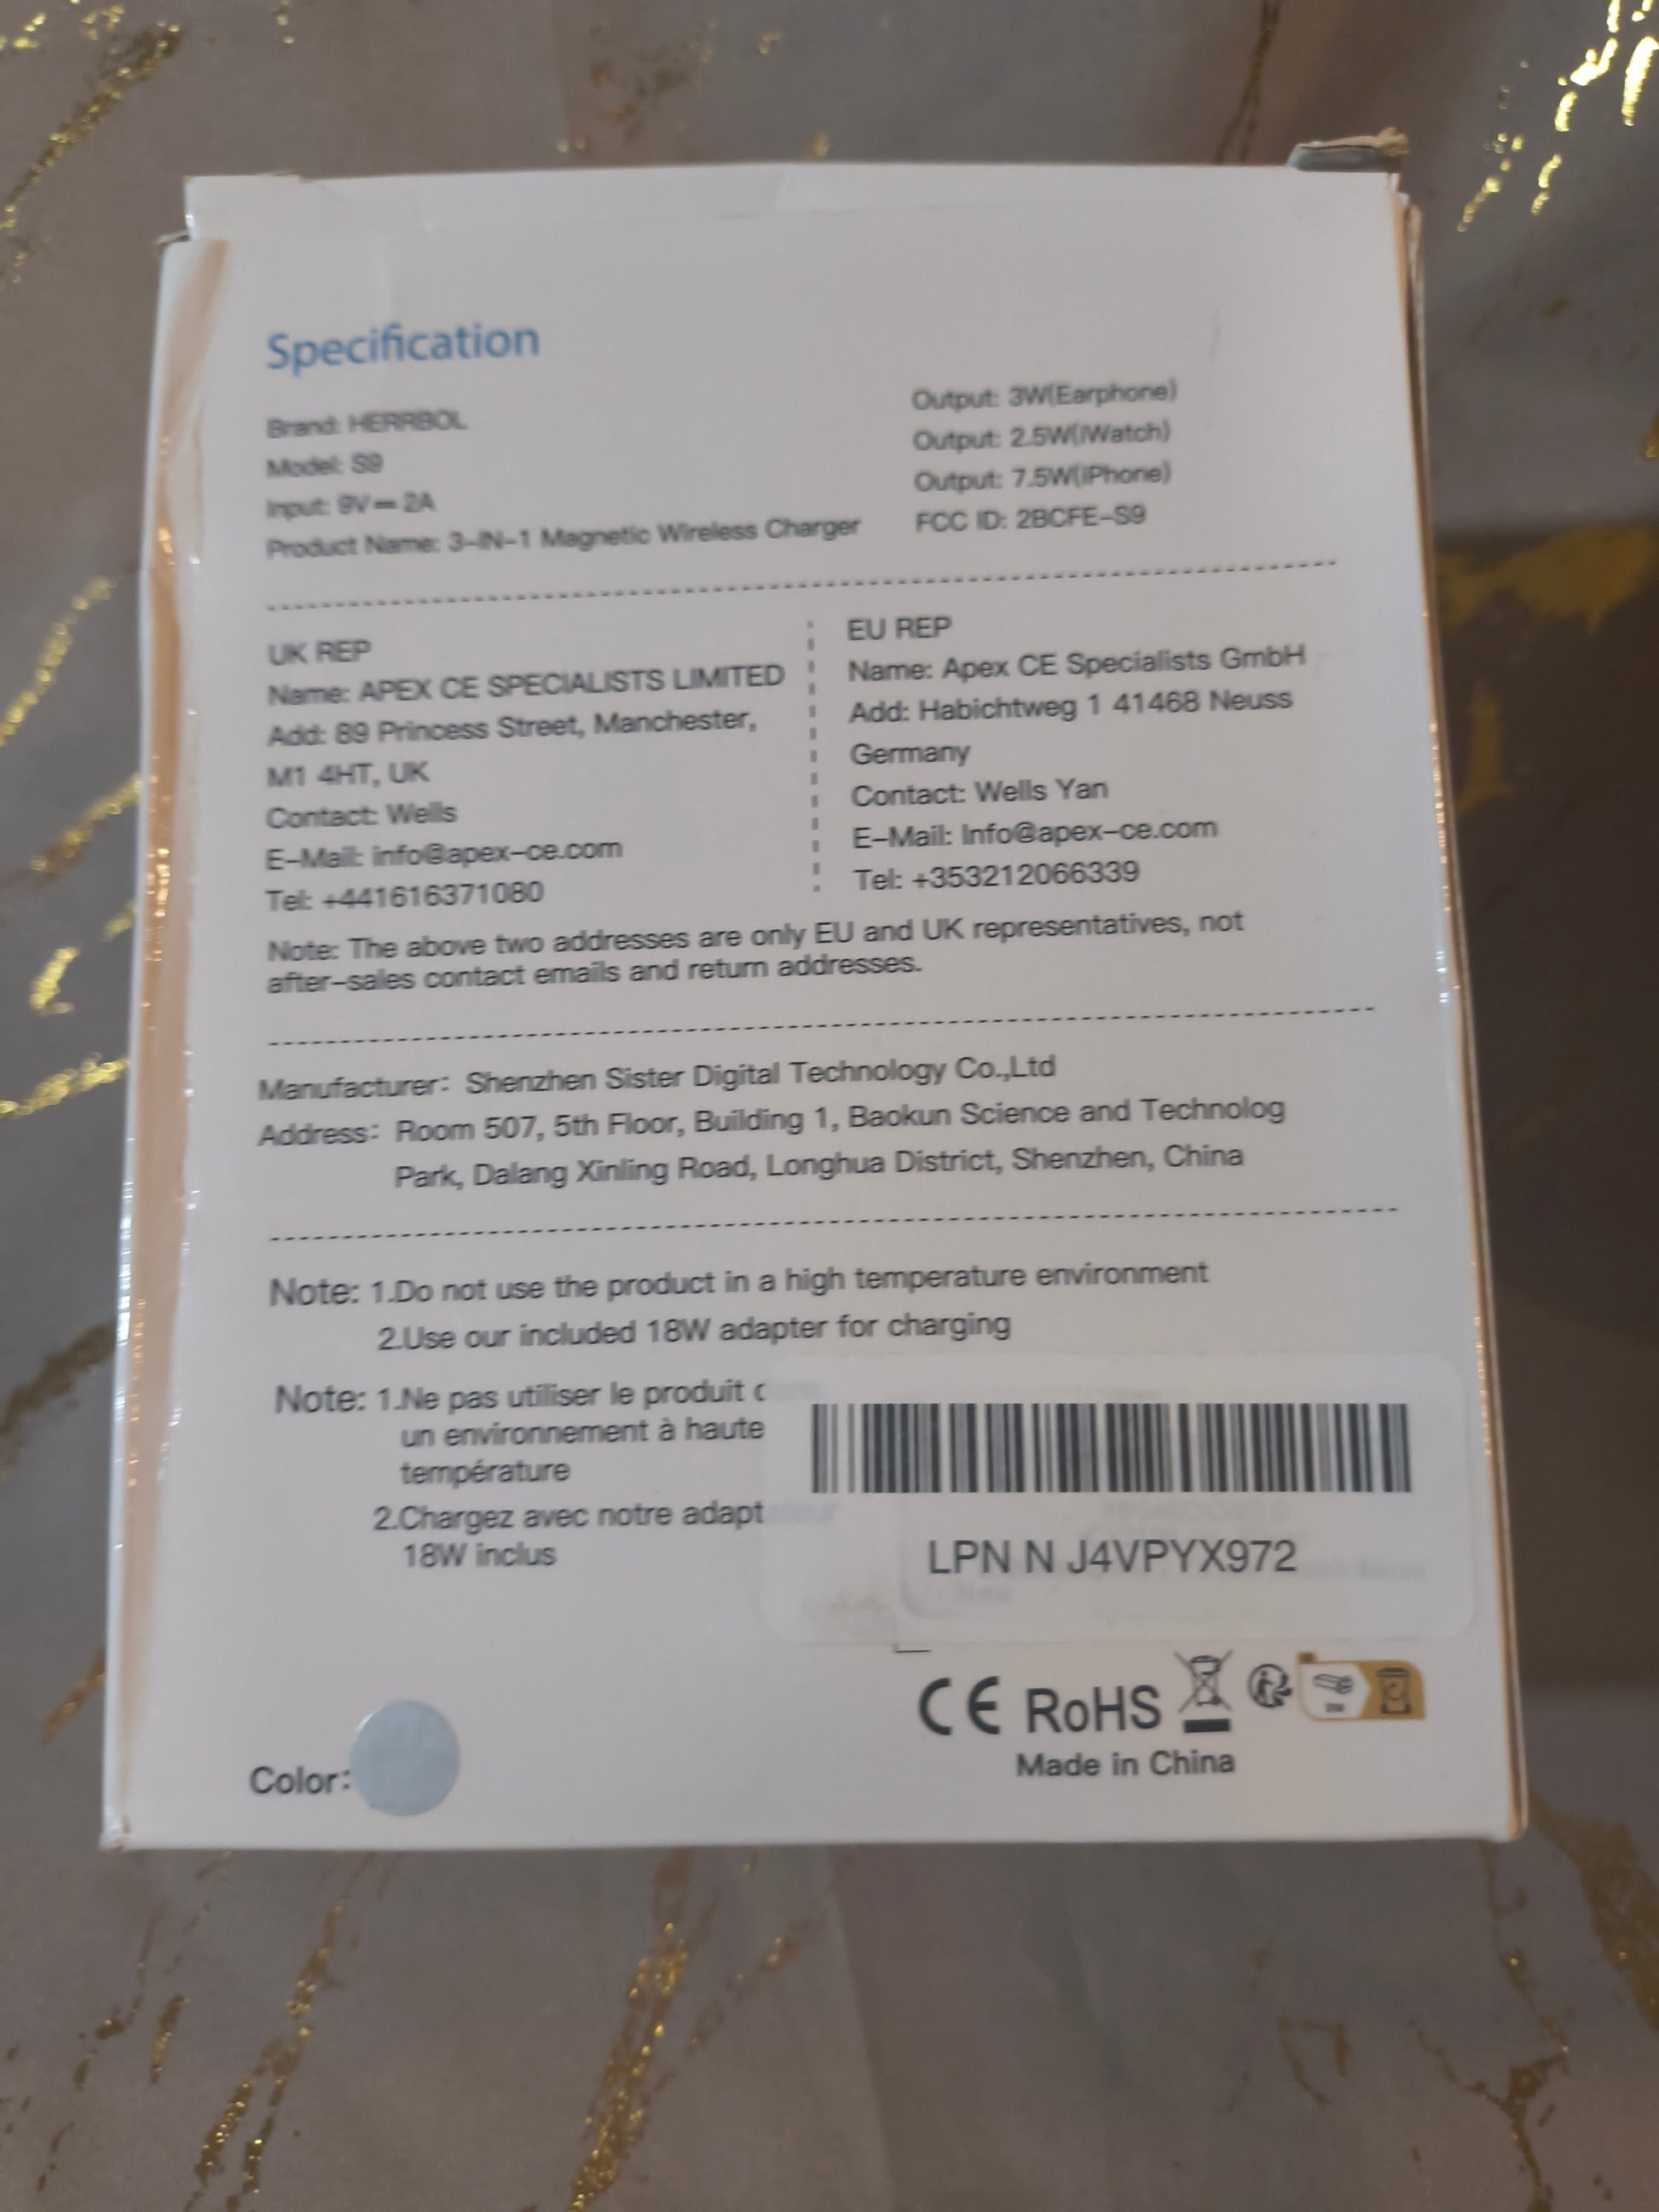 Specification
Brand: HERRBOL
Model: S9
Input: 9V⎓2A
Product Name: 3-IN-1 Magnetic Wireless Charger
Output: 3W(Earphone)
Output: 2.5W(iWatch)
Output: 7.5W(iPhone)
FCC ID: 2BCFE-S9
UK REP
Name: APEX CE SPECIALISTS LIMITED
Add: 89 Princess Street, Manchester,
M1 4HT, UK
Contact: Wells
E-Mail: info@apex-ce.com
Tel: +441616371080
EU REP
Name: Apex CE Specialists GmbH
Add: Habichtweg 1 41468 Neuss
Germany
Contact: Wells Yan
E-Mail: Info@apex-ce.com
Tel: +353212066339
Note: The above two addresses are only EU and UK representatives, not
after-sales contact emails and return addresses.
Manufacturer: Shenzhen Sister Digital Technology Co.,Ltd
Address: Room 507, 5th Floor, Building 1, Baokun Science and Technolog
Park, Dalang Xinling Road, Longhua District, Shenzhen, China
Note: 1.Do not use the product in a high temperature environment
2.Use our included 18W adapter for charging
Note: 1.Ne pas utiliser le produit
un environnement à haute
température
2.Chargez avec notre adapt
18W inclus
LPN N J4VPYX972
CE RoHS
Made in China
Color: